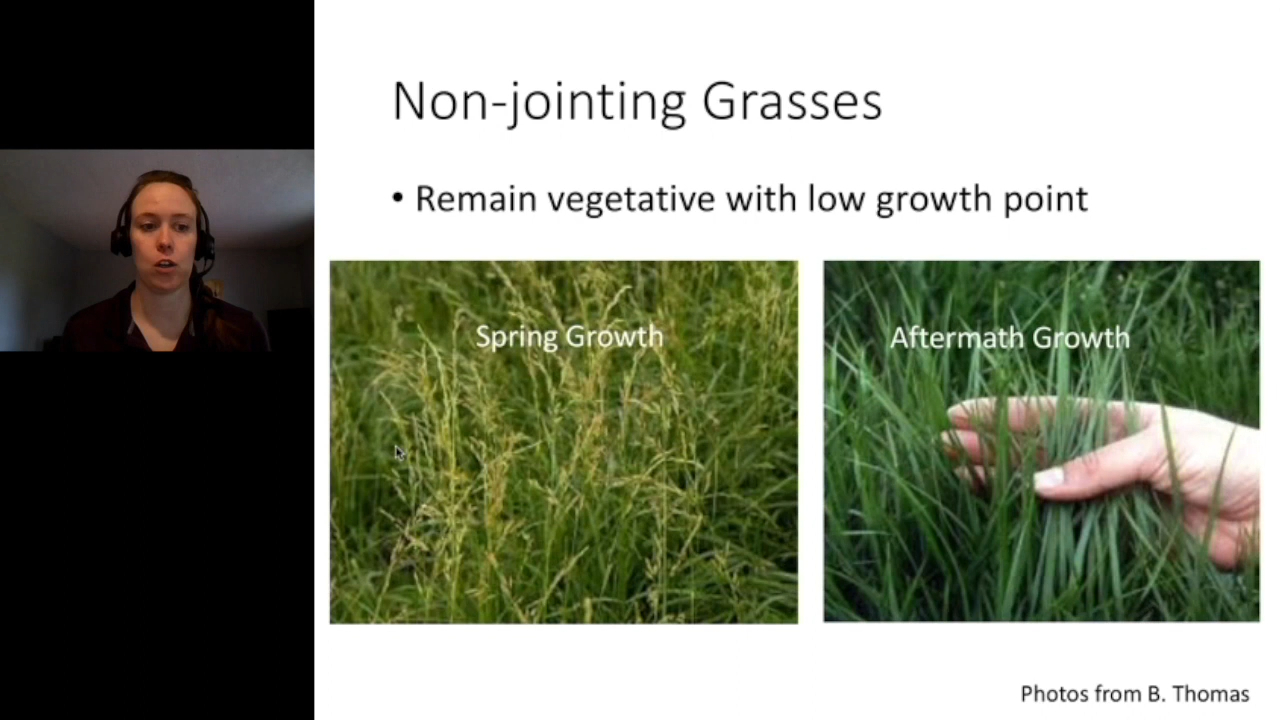 Non-jointing Grasses
• Remain vegetative with low growth point
Spring Growth
Aftermath Growth
Photos from B. Thomas